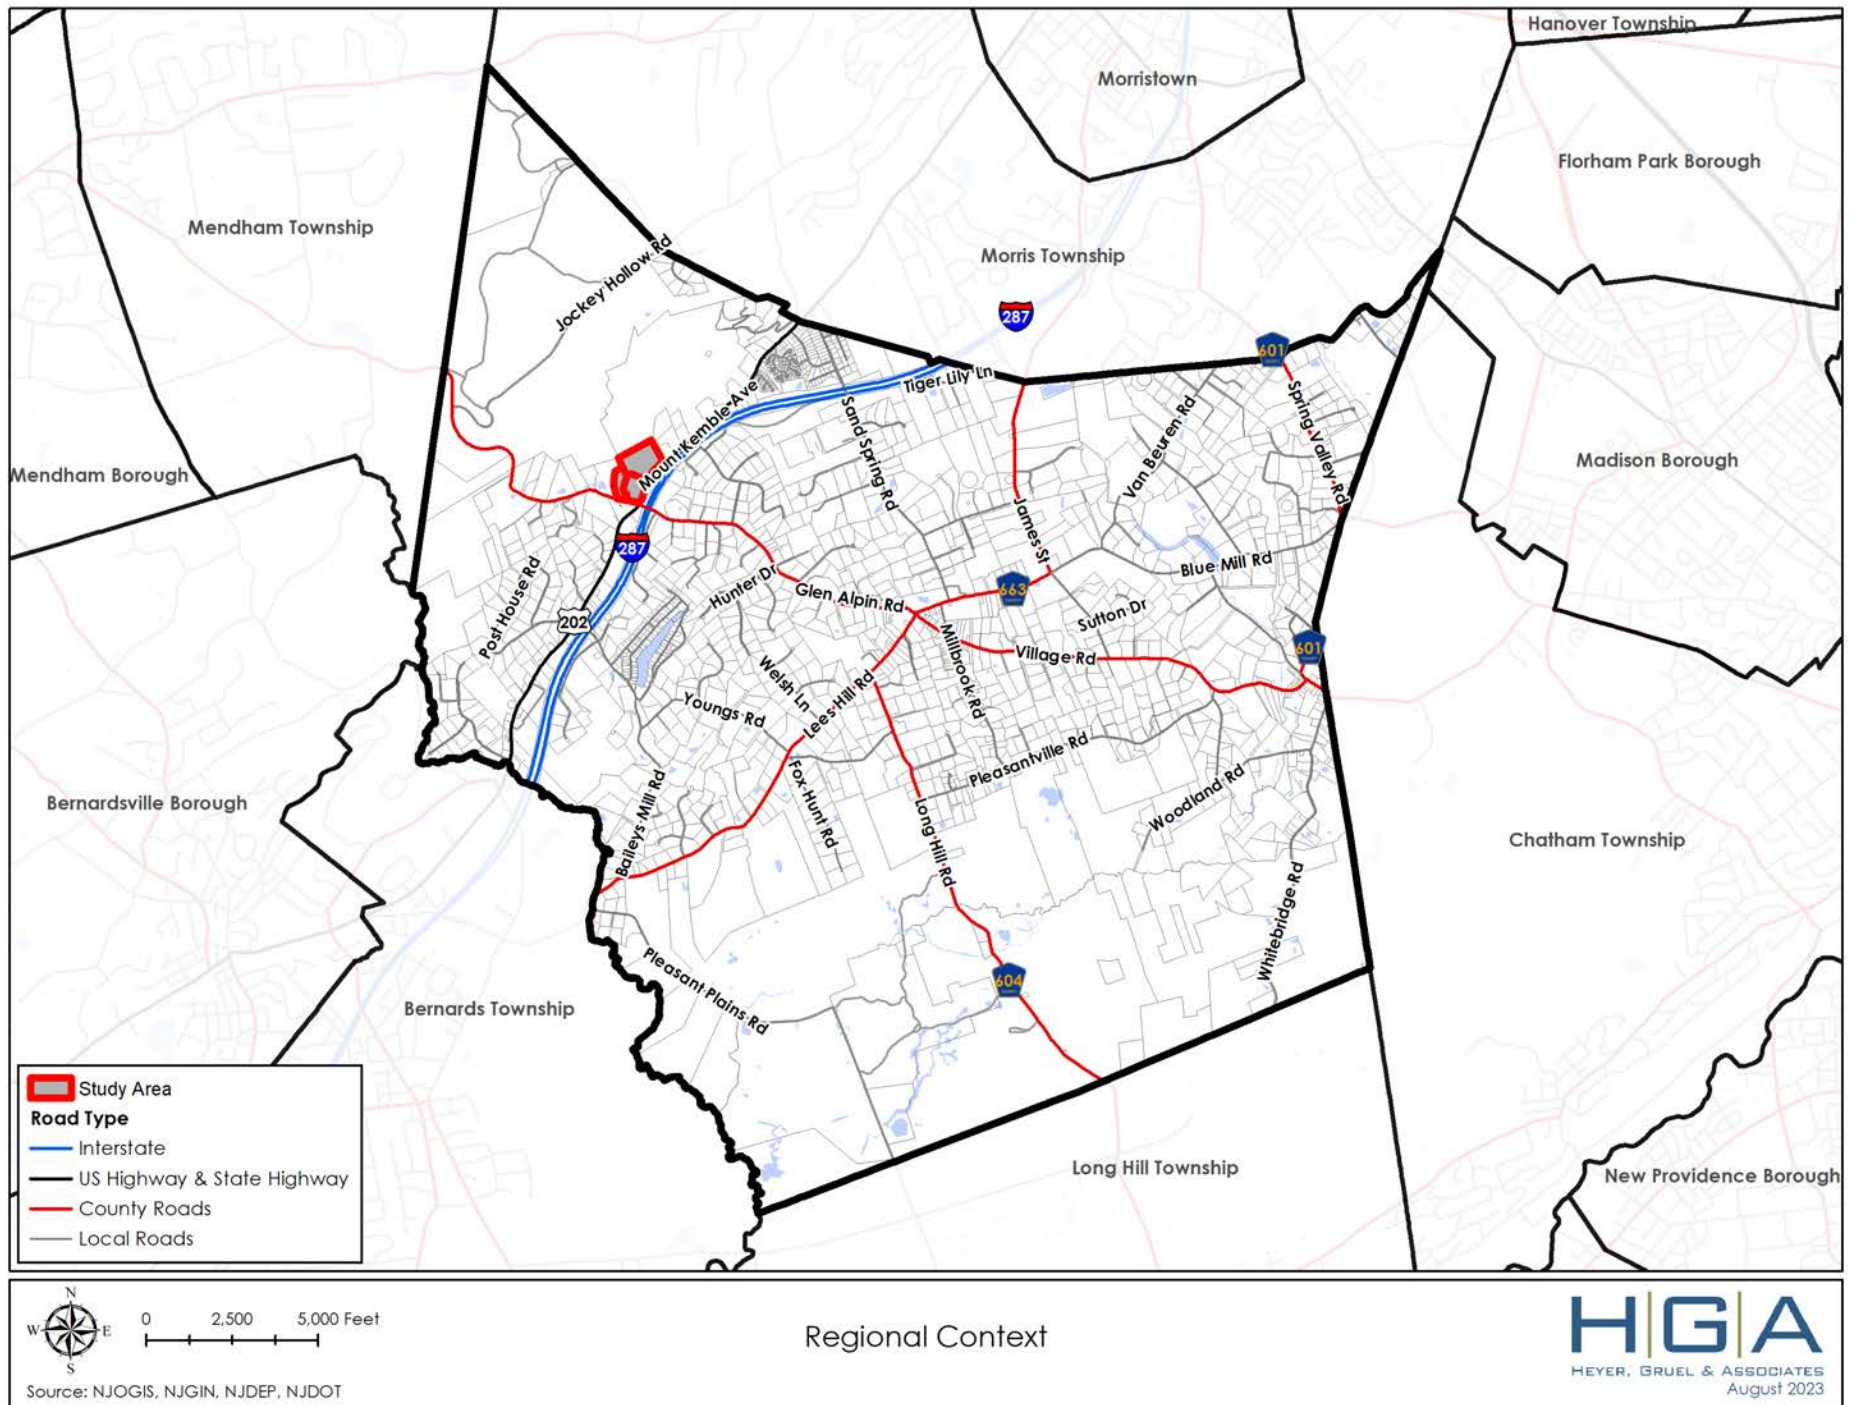 Hanover Township
Morristown
Florham Park Borough
Mendham Township
Morris Township
Jockey Hollow Rd
287
601
Tiger Lily Ln
Mount Kemble Ave
Sand Spring Rd
Van Beuren Rd
Spring Valley Rd
Madison Borough
Mendham Borough
James St
287
Post House Rd
Hunter Dr
Glen Alpin Rd
663
Blue Mill Rd
Sutton Dr
202
601
Millbrook Rd
Village Rd
Welsh Ln
Lees Hill Rd
Youngs Rd
Pleasantville Rd
Bernardsville Borough
Baileys Mill Rd
Fox Hunt Rd
Long Hill Rd
Woodland Rd
Chatham Township
Whitebridge Rd
Pleasant Plains Rd
604
Bernards Township
Long Hill Township
New Providence Borough
Study Area
Road Type
Interstate
US Highway & State Highway
County Roads
Local Roads
N
W E
S
0 2,500 5,000 Feet
Source: NJOGIS, NJGIN, NJDEP, NJDOT
Regional Context
H|G|A
HEYER, GRUEL & ASSOCIATES
August 2023